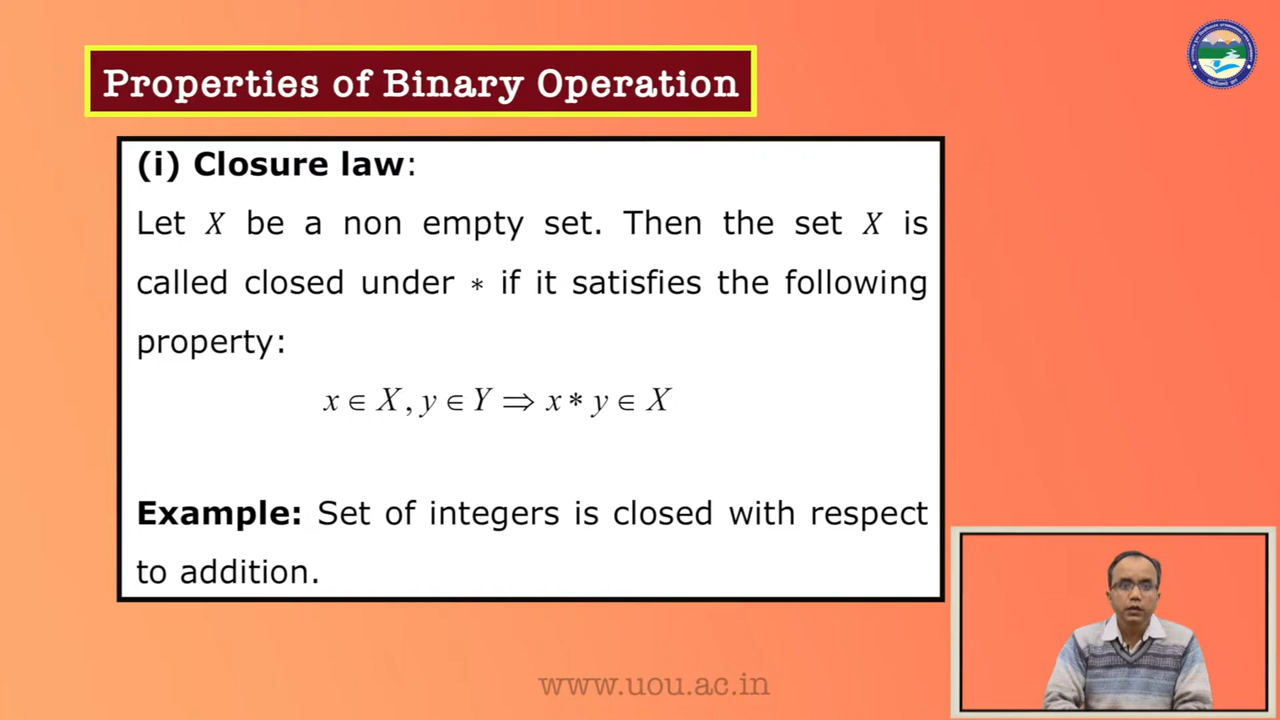 Properties of Binary Operation
(i) Closure law:
Let X be a non empty set. Then the set X is
called closed under * if it satisfies the following
property:
x ∈ X, y ∈ Y ⇒ x * y ∈ X
Example: Set of integers is closed with respect
to addition.
www.uou.ac.in